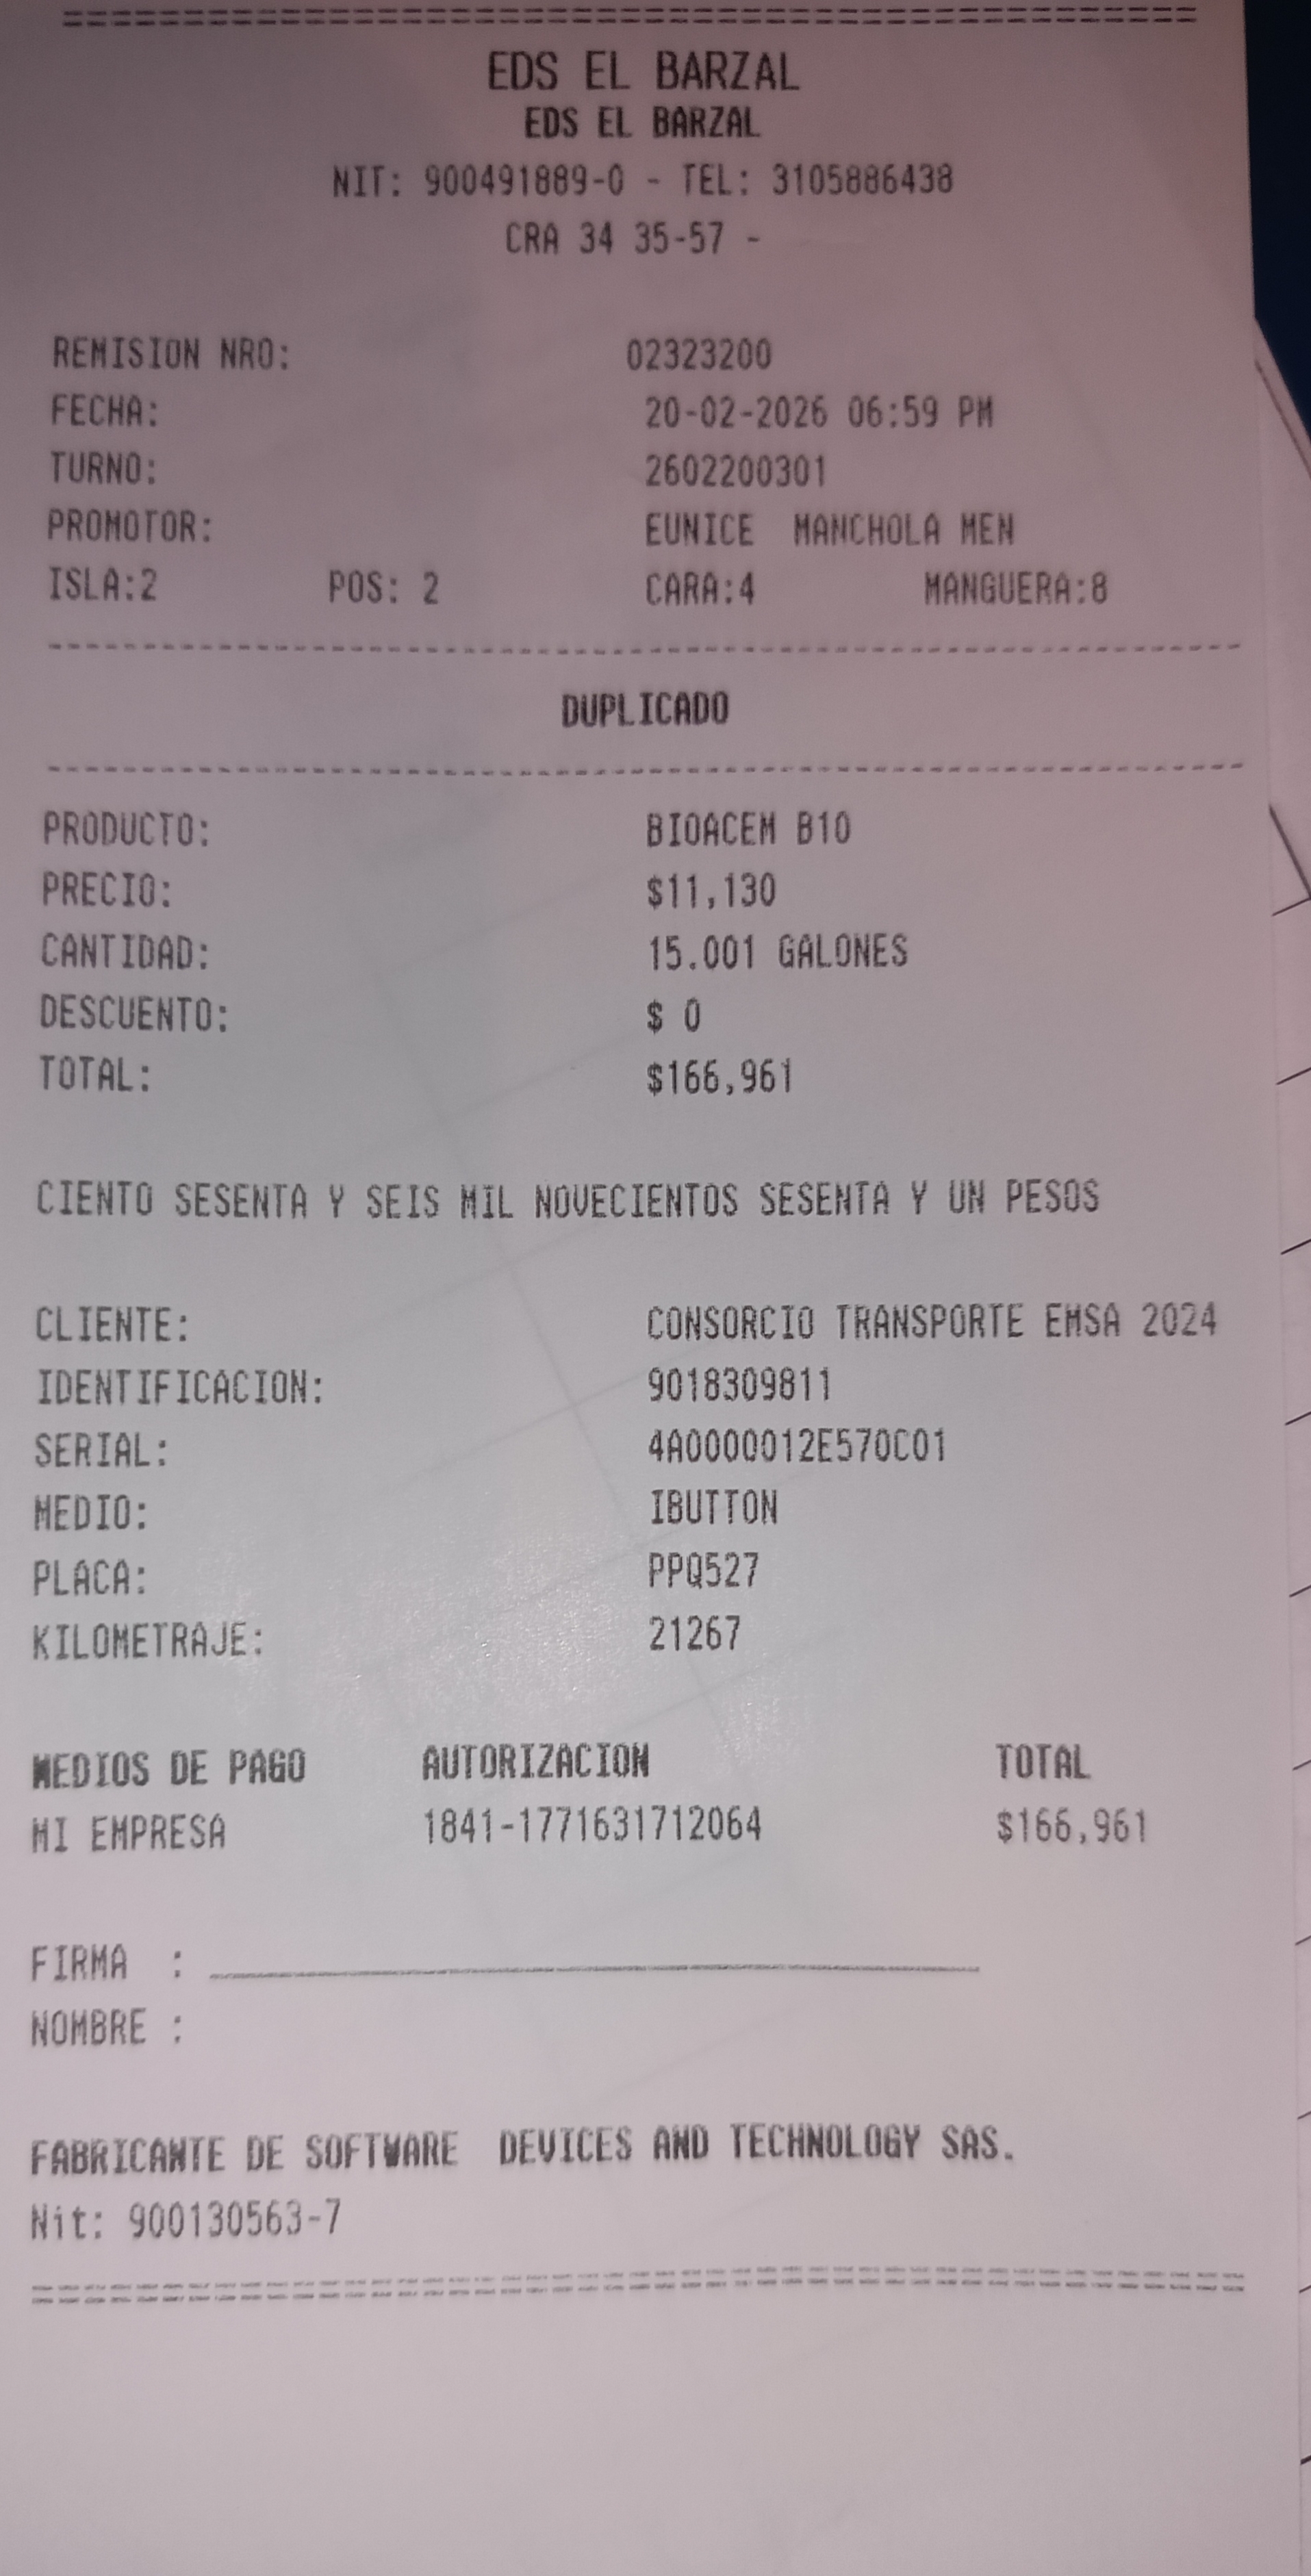 EDS EL BARZAL
EDS EL BARZAL
NIT: 900491889-0 - TEL: 3105886438
CRA 34 35-57 -
REMISION NRO: 02323200
FECHA: 20-02-2026 06:59 PM
TURNO: 2602200301
PROMOTOR: EUNICE MANCHOLA MEN
ISLA:2 POS: 2 CARA:4 MANGUERA:8
DUPLICADO
PRODUCTO: BIOACEM B10
PRECIO: $11,130
CANTIDAD: 15.001 GALONES
DESCUENTO: $ 0
TOTAL: $166,961
CIENTO SESENTA Y SEIS MIL NOVECIENTOS SESENTA Y UN PESOS
CLIENTE: CONSORCIO TRANSPORTE EMSA 2024
IDENTIFICACION: 9018309811
SERIAL: 4A0000012E570C01
MEDIO: IBUTTON
PLACA: PPQ527
KILOMETRAJE: 21267
MEDIOS DE PAGO AUTORIZACION TOTAL
MI EMPRESA 1841-1771631712064 $166,961
FIRMA :
NOMBRE :
FABRICANTE DE SOFTWARE DEVICES AND TECHNOLOGY SAS.
Nit: 900130563-7